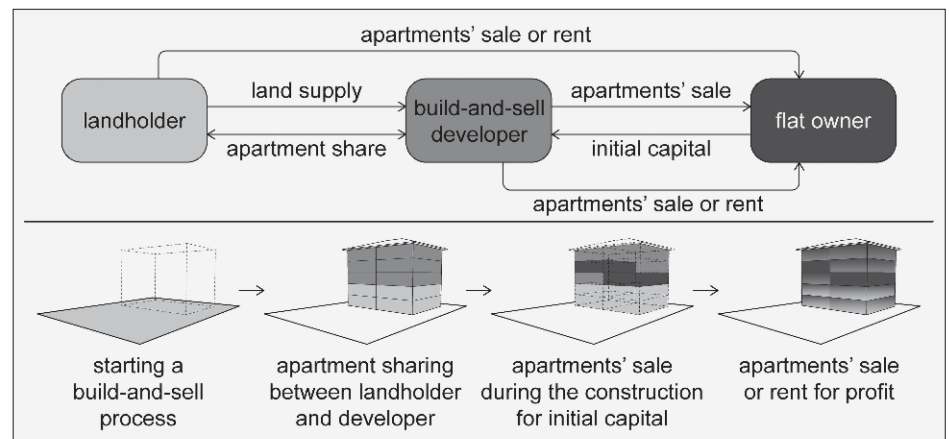 apartments’ sale or rent
landholder
land supply
apartment share
build-and-sell
developer
apartments’ sale
initial capital
flat owner
apartments’ sale or rent
starting a
build-and-sell
process
apartment sharing
between landholder
and developer
apartments’ sale
during the construction
for initial capital
apartments’ sale
or rent for profit